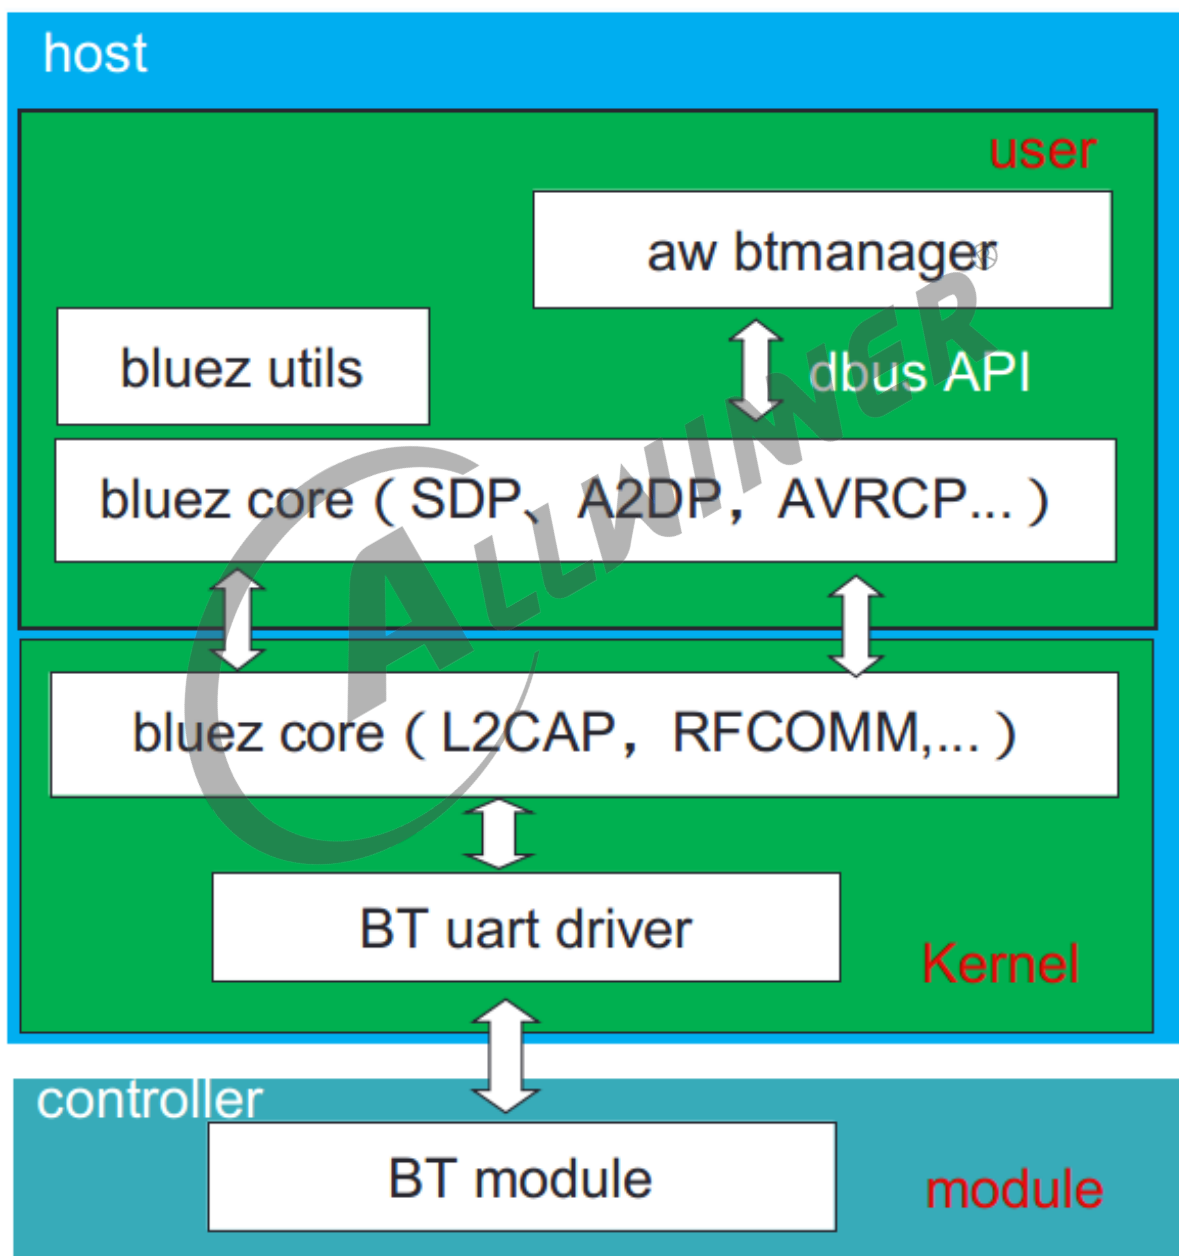 host
user
aw btmanager
bluez utils
dbus API
bluez core（SDP、A2DP，AVRCP...）
bluez core（L2CAP，RFCOMM,...）
BT uart driver
Kernel
controller
BT module
module
ALLWINNER®